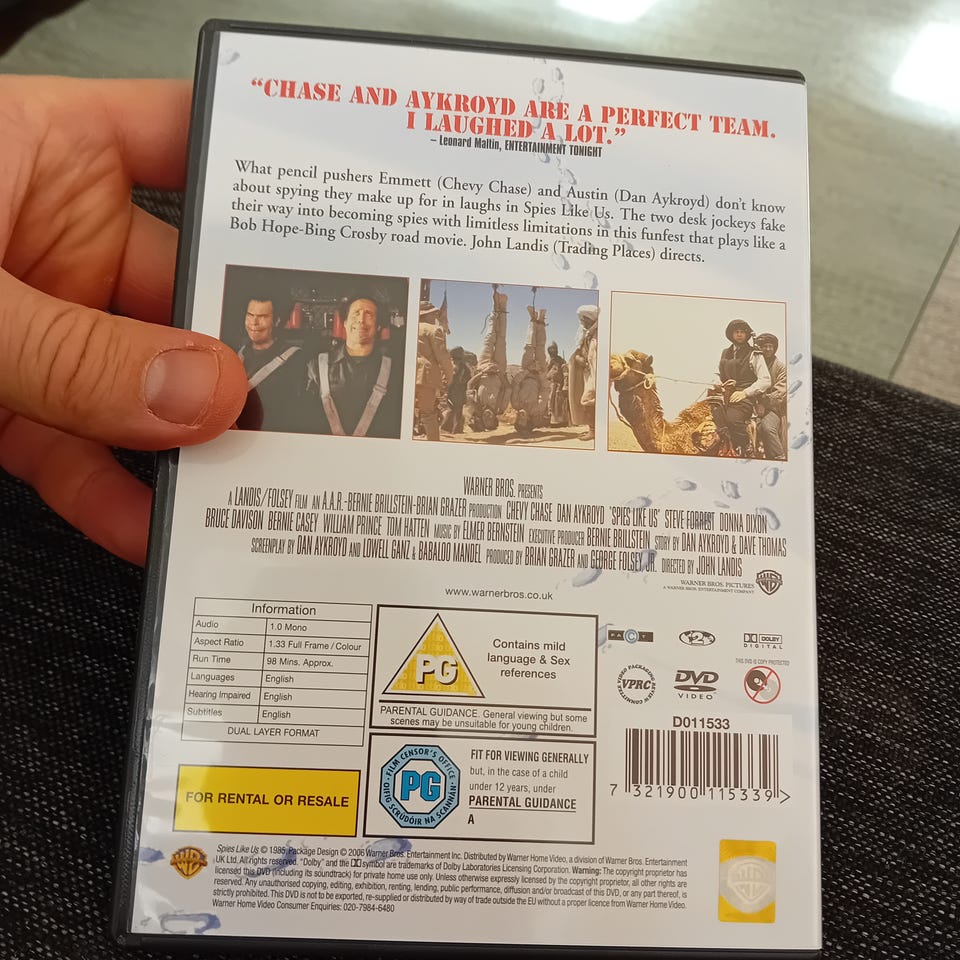 “CHASE AND AYKROYD ARE A PERFECT TEAM.
I LAUGHED A LOT.”
– Leonard Maltin, ENTERTAINMENT TONIGHT
What pencil pushers Emmett (Chevy Chase) and Austin (Dan Aykroyd) don't know
about spying they make up for in laughs in Spies Like Us. The two desk jockeys fake
their way into becoming spies with limitless limitations in this funfest that plays like a
Bob Hope-Bing Crosby road movie. John Landis (Trading Places) directs.
WARNER BROS. PRESENTS
A LANDIS/FOLSEY FILM AN A.A.R.-BERNIE BRILLSTEIN-BRIAN GRAZER PRODUCTION CHEVY CHASE DAN AYKROYD 'SPIES LIKE US' STEVE FORREST DONNA DIXON
BRUCE DAVISON BERNIE CASEY WILLIAM PRINCE TOM HATTEN MUSIC BY ELMER BERNSTEIN EXECUTIVE PRODUCER BERNIE BRILLSTEIN STORY BY DAN AYKROYD & DAVE THOMAS
SCREENPLAY BY DAN AYKROYD AND LOWELL GANZ & BABALOO MANDEL PRODUCED BY BRIAN GRAZER AND GEORGE FOLSEY, JR. DIRECTED BY JOHN LANDIS
WARNER BROS. PICTURES
A WARNER BROS. ENTERTAINMENT COMPANY
www.warnerbros.co.uk
Information
Audio 1.0 Mono
Aspect Ratio 1.33 Full Frame / Colour
Run Time 98 Mins. Approx.
Languages English
Hearing Impaired English
Subtitles English
DUAL LAYER FORMAT
FOR RENTAL OR RESALE
PG
Contains mild
language & Sex
references
PARENTAL GUIDANCE. General viewing but some
scenes may be unsuitable for young children.
FILM CENSOR'S OFFICE
PG
OIFIG SCRÚDÓIR NA SCANNÁN
FIT FOR VIEWING GENERALLY
but, in the case of a child
under 12 years, under
PARENTAL GUIDANCE
A
FACT
2
DOLBY
DIGITAL
VIDEO PACKAGING REVIEW COMMITTEE
VPRC
DVD
VIDEO
THIS DVD IS COPY PROTECTED
D011533
7 321900 115339 >
Spies Like Us © 1985. Package Design © 2006 Warner Bros. Entertainment Inc. Distributed by Warner Home Video, a division of Warner Bros. Entertainment
UK Ltd. All rights reserved. “Dolby” and the DD symbol are trademarks of Dolby Laboratories Licensing Corporation. Warning: The copyright proprietor has
licensed this DVD (including its soundtrack) for private home use only. Unless otherwise expressly licensed by the copyright proprietor, all other rights are
reserved. Any unauthorised copying, editing, exhibition, renting, lending, public performance, diffusion and/or broadcast of this DVD, or any part thereof, is
strictly prohibited. This DVD is not to be exported, re-supplied or distributed by way of trade outside the EU without a proper licence from Warner Home Video.
Warner Home Video Consumer Enquiries: 020-7984-6480